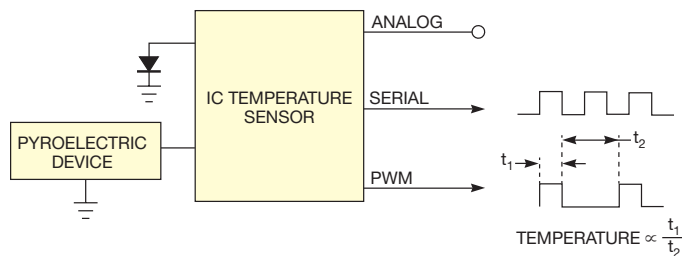 ANALOG
IC TEMPERATURE
SENSOR
SERIAL
PYROELECTRIC
DEVICE
PWM
t₁
t₂
TEMPERATURE ∝ t₁/t₂